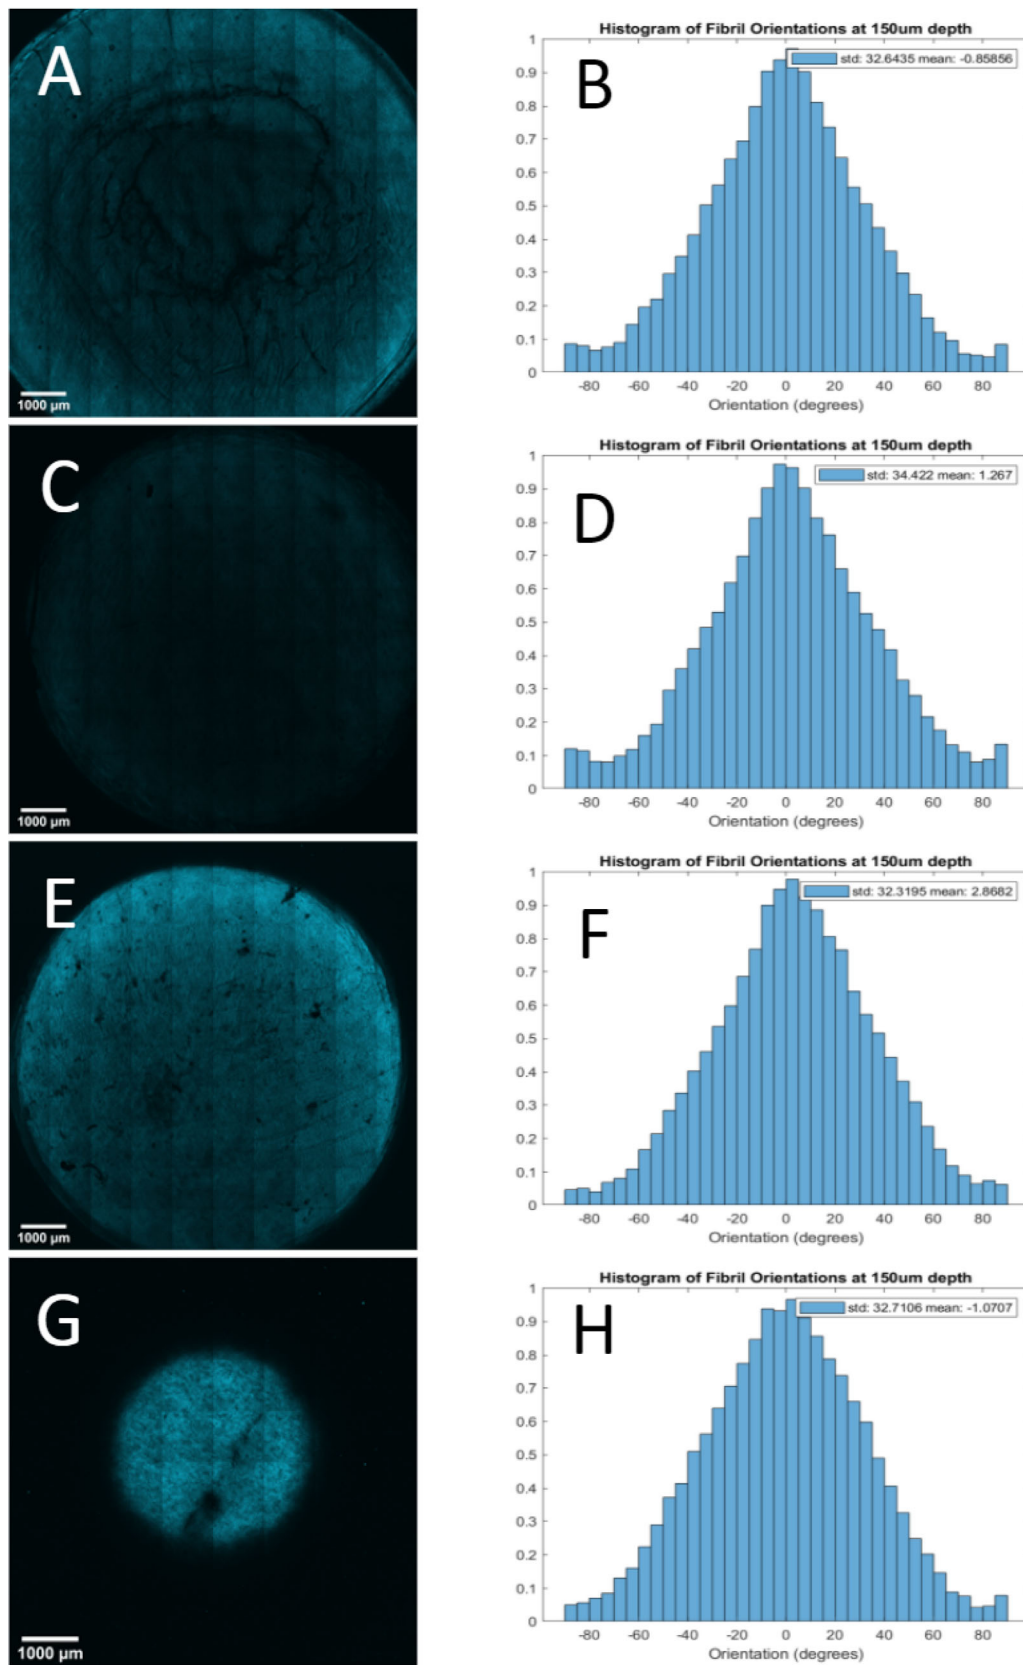 A
1000 µm
Histogram of Fibril Orientations at 150um depth
B
std: 32.6435 mean: -0.85856
1
0.9
0.8
0.7
0.6
0.5
0.4
0.3
0.2
0.1
0
-80 -60 -40 -20 0 20 40 60 80
Orientation (degrees)
C
1000 µm
Histogram of Fibril Orientations at 150um depth
D
std: 34.422 mean: 1.267
1
0.9
0.8
0.7
0.6
0.5
0.4
0.3
0.2
0.1
0
-80 -60 -40 -20 0 20 40 60 80
Orientation (degrees)
E
1000 µm
Histogram of Fibril Orientations at 150um depth
F
std: 32.3195 mean: 2.8682
1
0.9
0.8
0.7
0.6
0.5
0.4
0.3
0.2
0.1
0
-80 -60 -40 -20 0 20 40 60 80
Orientation (degrees)
G
1000 µm
Histogram of Fibril Orientations at 150um depth
H
std: 32.7106 mean: -1.0707
1
0.9
0.8
0.7
0.6
0.5
0.4
0.3
0.2
0.1
0
-80 -60 -40 -20 0 20 40 60 80
Orientation (degrees)